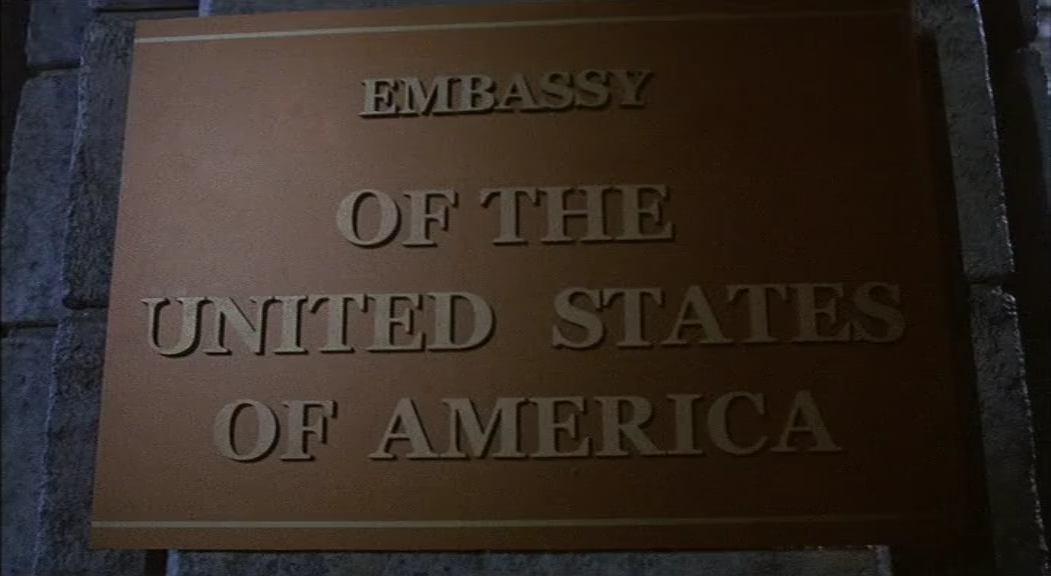 EMBASSY
OF THE
UNITED STATES
OF AMERICA